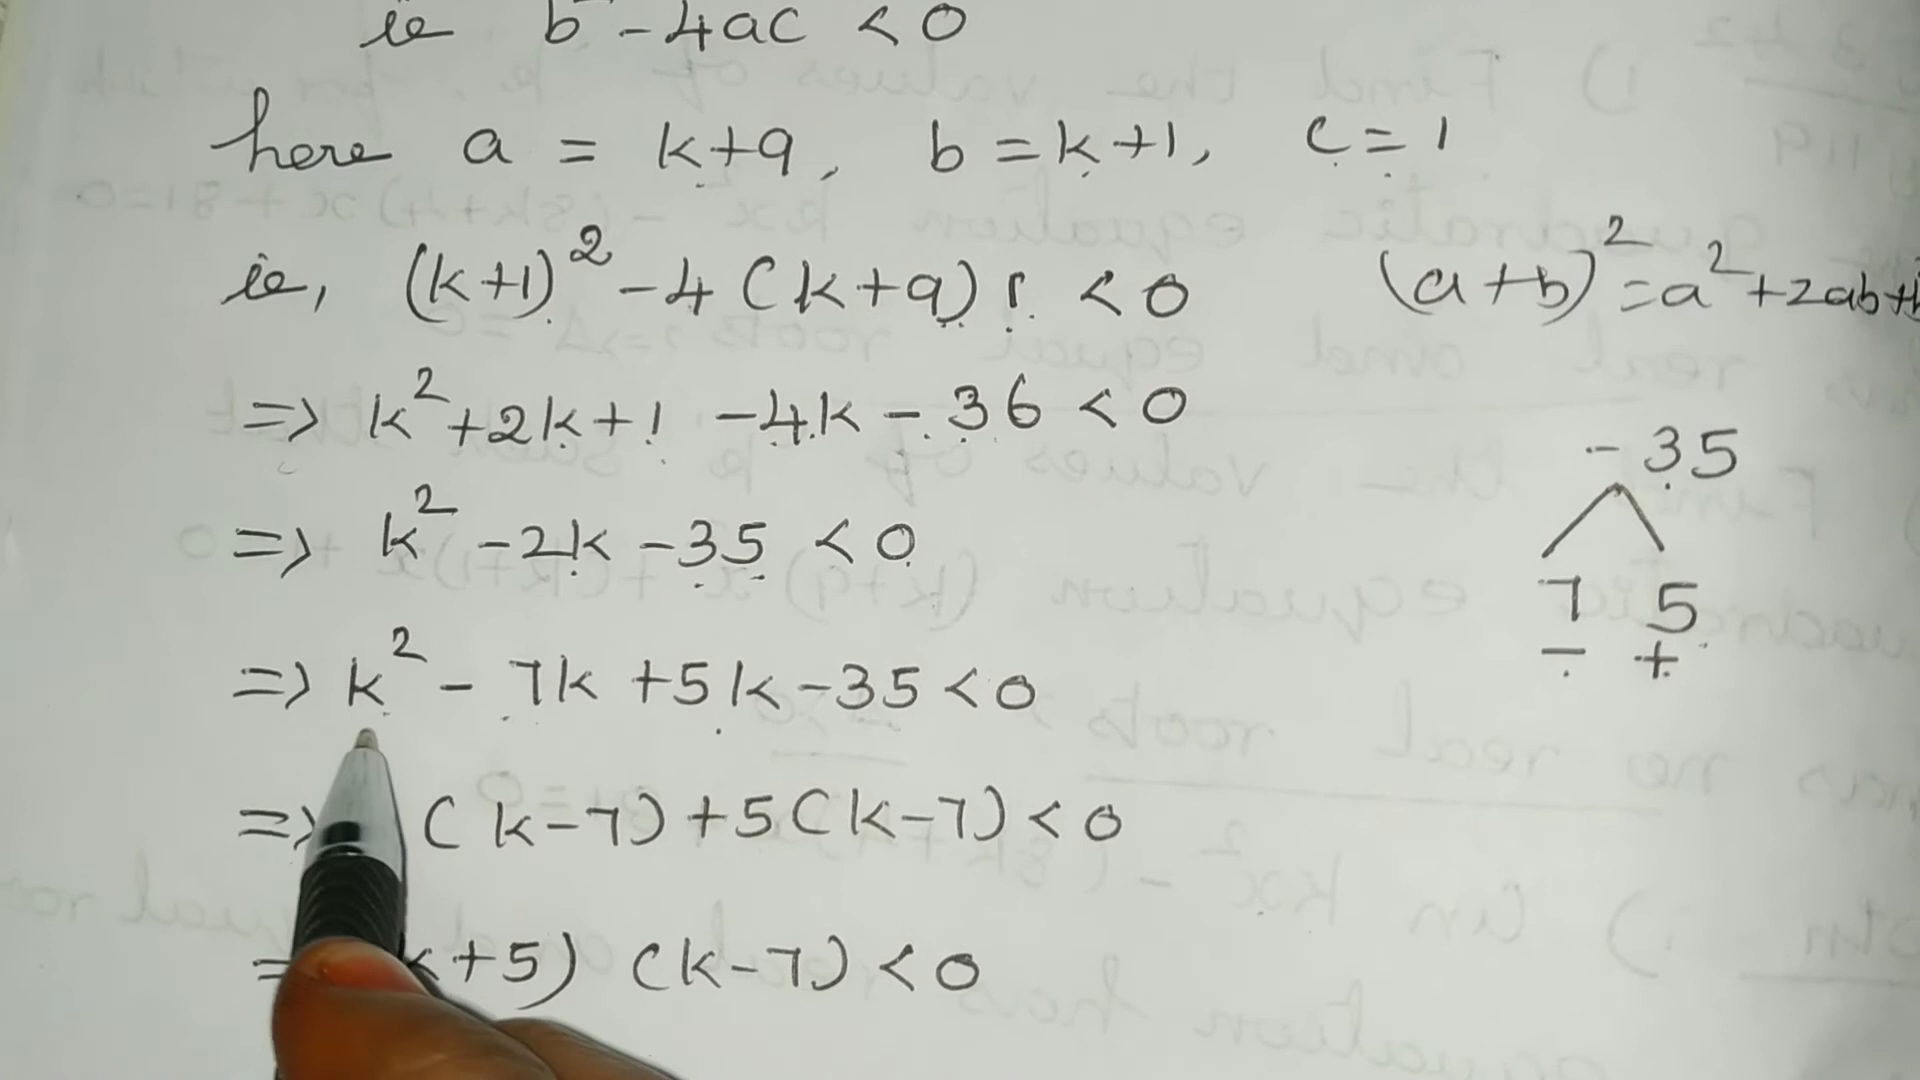 ie b - 4ac < 0
here a = k+9, b = k+1, c = 1
ie, (k+1)² - 4 (k+9) 1 < 0
(a+b)² = a² + 2ab +
=> k² + 2k + 1 - 4k - 36 < 0
=> k² - 2k - 35 < 0
-35
7 5
- +
=> k² - 7k + 5k - 35 < 0
=> (k-7) + 5(k-7) < 0
+5) (k-7) < 0